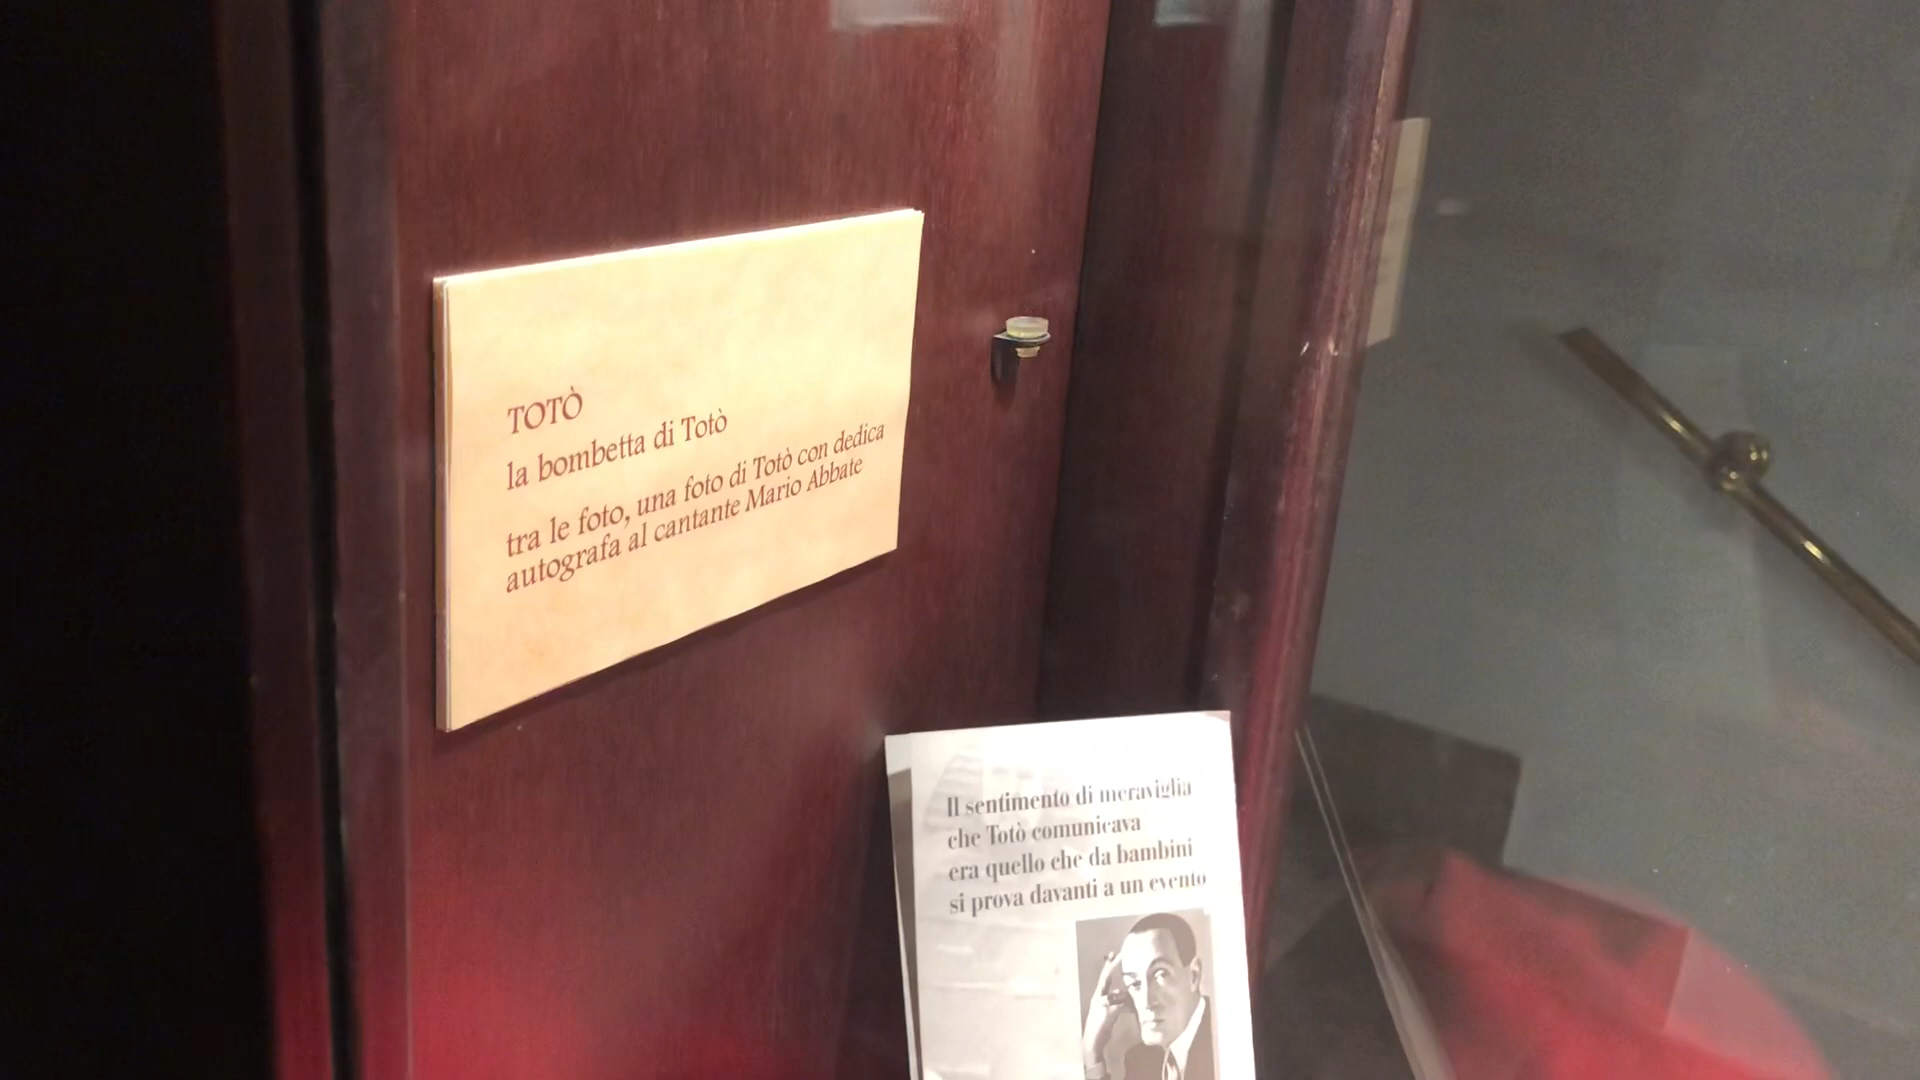 TOTÒ
la bombetta di Totò
tra le foto, una foto di Totò con dedica
autografa al cantante Mario Abbate
Il sentimento di meraviglia
che Totò comunicava
era quello che da bambini
si prova davanti a un evento